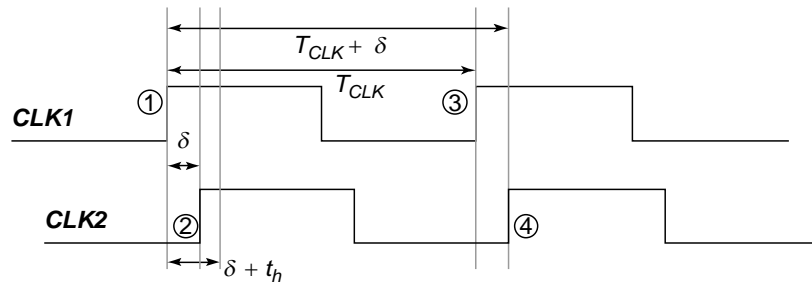 T_CLK + δ
T_CLK
① ③
CLK1
δ
CLK2 ② ④
δ + t_h